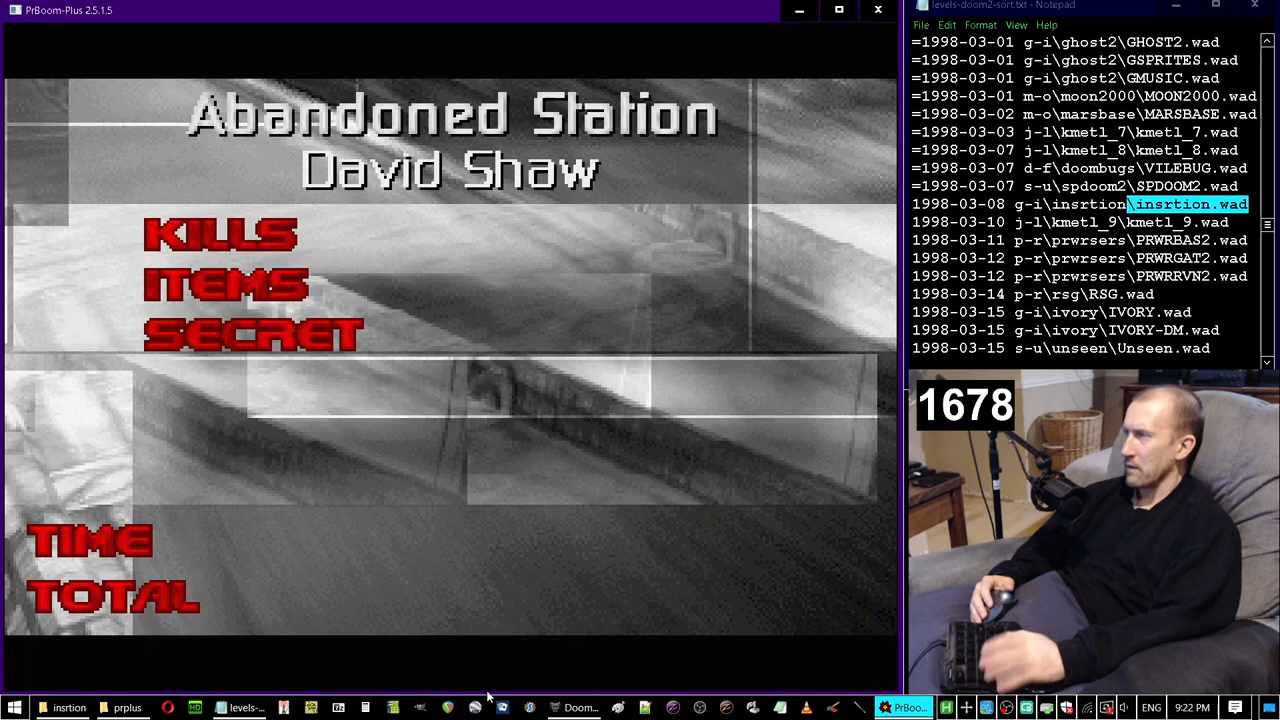 PrBoom-Plus 2.5.1.5
Abandoned Station
David Shaw
KILLS
ITEMS
SECRET
TIME
TOTAL
levels-doom2-sort.txt - Notepad
File Edit Format View Help
=1998-03-01 g-i\ghost2\GHOST2.wad
=1998-03-01 g-i\ghost2\GSPRITES.wad
=1998-03-01 g-i\ghost2\GMUSIC.wad
=1998-03-01 m-o\moon2000\MOON2000.wad
=1998-03-02 m-o\marsbase\MARSBASE.wad
=1998-03-03 j-l\kmetl_7\kmetl_7.wad
=1998-03-07 j-l\kmetl_8\kmetl_8.wad
=1998-03-07 d-f\doombugs\VILEBUG.wad
=1998-03-07 s-u\spdoom2\SPDOOM2.wad
1998-03-08 g-i\insrtion\insrtion.wad
1998-03-10 j-l\kmetl_9\kmetl_9.wad
1998-03-11 p-r\prwrsers\PRWRBAS2.wad
1998-03-12 p-r\prwrsers\PRWRGAT2.wad
1998-03-12 p-r\prwrsers\PRWRRVN2.wad
1998-03-14 p-r\rsg\RSG.wad
1998-03-15 g-i\ivory\IVORY.wad
1998-03-15 g-i\ivory\IVORY-DM.wad
1998-03-15 s-u\unseen\Unseen.wad
1678
insrtion prplus levels-... Doom... PrBoo... ENG 9:22 PM